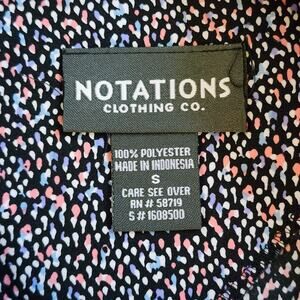 NOTATIONS
CLOTHING CO.
100% POLYESTER
MADE IN INDONESIA
S
CARE SEE OVER
RN # 58719
S # 1608500